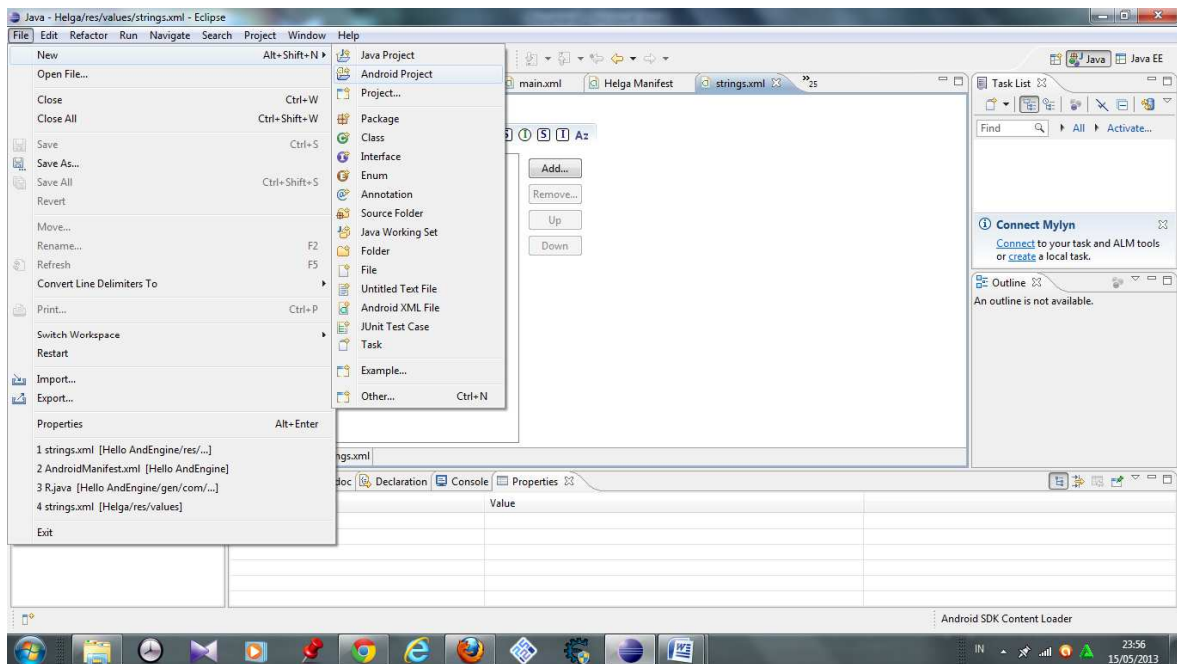 Java - Helga/res/values/strings.xml - Eclipse
File Edit Refactor Run Navigate Search Project Window Help
New Alt+Shift+N
Open File...
Close Ctrl+W
Close All Ctrl+Shift+W
Save Ctrl+S
Save As...
Save All Ctrl+Shift+S
Revert
Move...
Rename... F2
Refresh F5
Convert Line Delimiters To
Print... Ctrl+P
Switch Workspace
Restart
Import...
Export...
Properties Alt+Enter
1 strings.xml [Hello AndEngine/res/...]
2 AndroidManifest.xml [Hello AndEngine]
3 R.java [Hello AndEngine/gen/com/...]
4 strings.xml [Helga/res/values]
Exit
Java Project
Android Project
Project...
Package
Class
Interface
Enum
Annotation
Source Folder
Java Working Set
Folder
File
Untitled Text File
Android XML File
JUnit Test Case
Task
Example...
Other... Ctrl+N
Java Java EE
main.xml Helga Manifest strings.xml 25
S I S I Az
Add...
Remove...
Up
Down
ngs.xml
Task List
Find All Activate...
Connect Mylyn
Connect to your task and ALM tools
or create a local task.
Outline
An outline is not available.
doc Declaration Console Properties
Value
Android SDK Content Loader
IN 23:56
15/05/2013